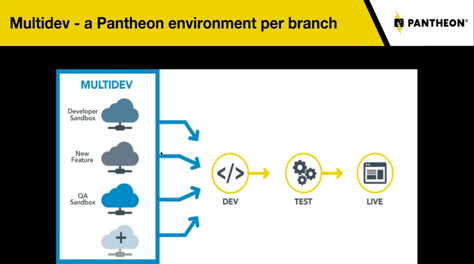 Multidev - a Pantheon environment per branch
PANTHEON®
MULTIDEV
Developer
Sandbox
New
Feature
QA
Sandbox
DEV
TEST
LIVE